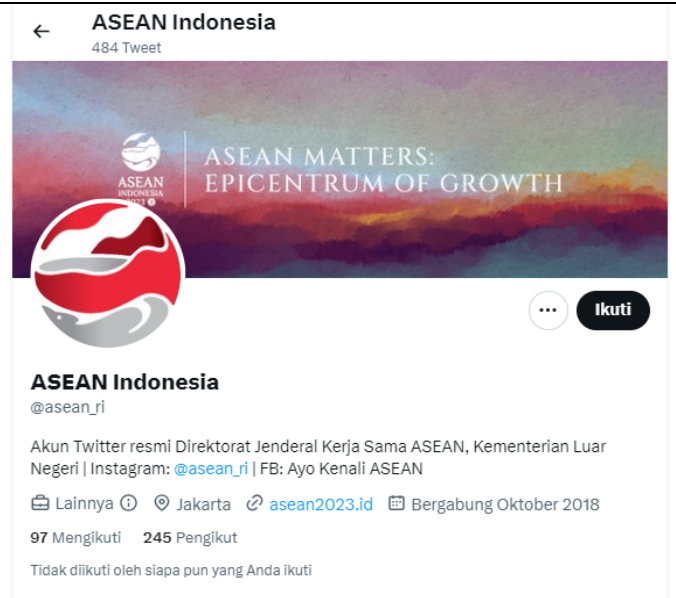 ASEAN Indonesia
484 Tweet
ASEAN
INDONESIA
2023
ASEAN MATTERS:
EPICENTRUM OF GROWTH
Ikuti
ASEAN Indonesia
@asean_ri
Akun Twitter resmi Direktorat Jenderal Kerja Sama ASEAN, Kementerian Luar
Negeri | Instagram: @asean_ri | FB: Ayo Kenali ASEAN
Lainnya Jakarta asean2023.id Bergabung Oktober 2018
97 Mengikuti 245 Pengikut
Tidak diikuti oleh siapa pun yang Anda ikuti